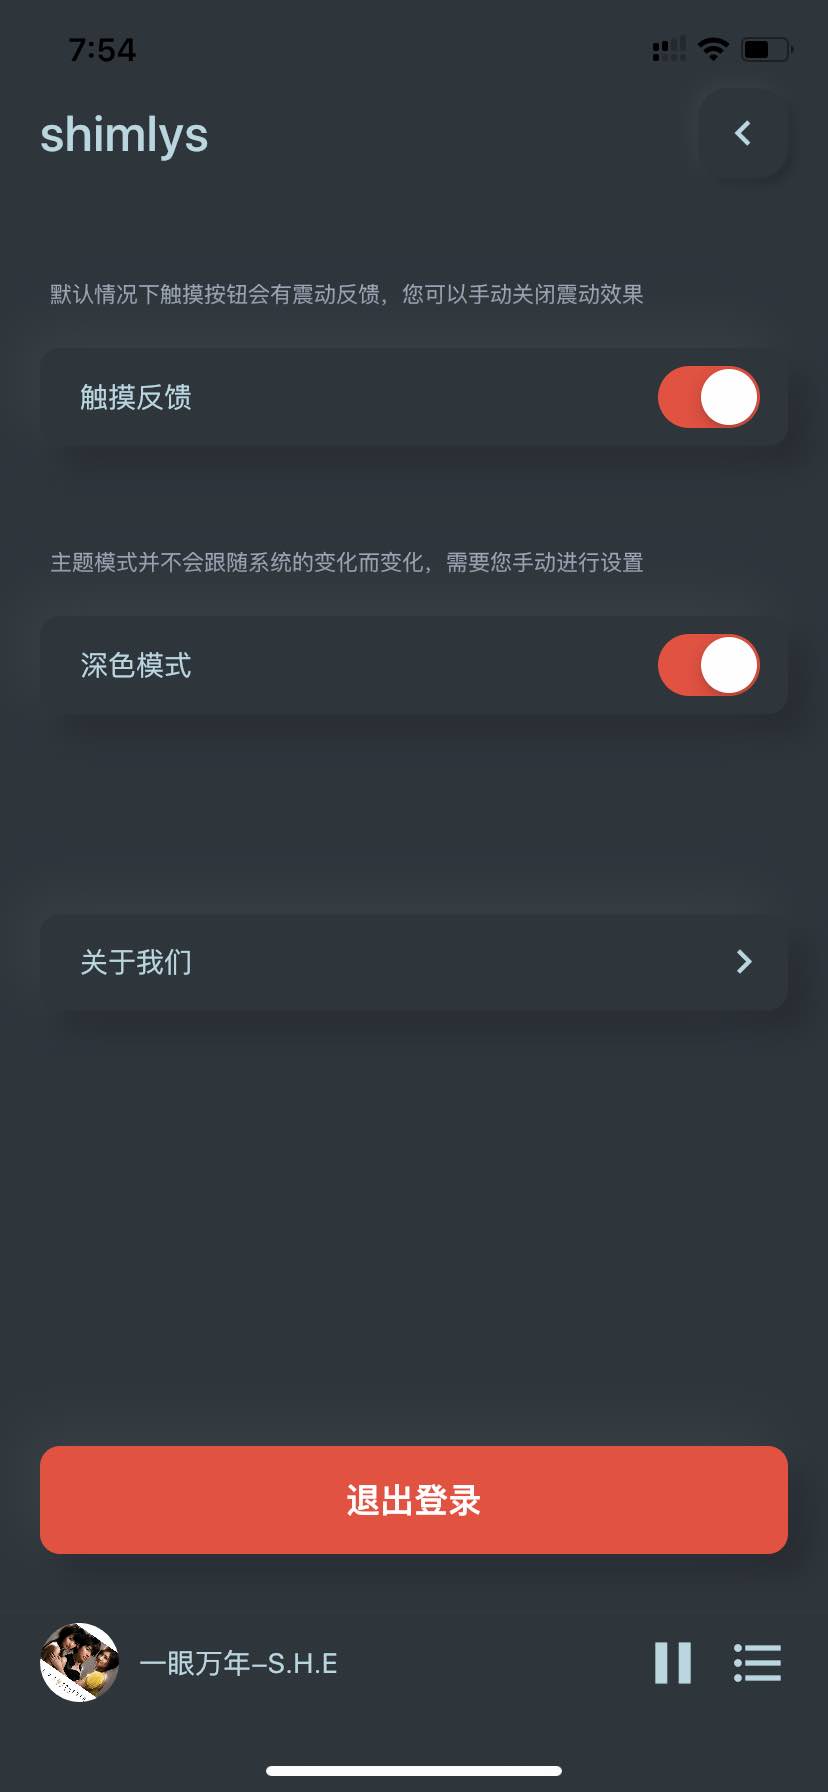 7:54
shimlys
默认情况下触摸按钮会有震动反馈，您可以手动关闭震动效果
触摸反馈
主题模式并不会跟随系统的变化而变化，需要您手动进行设置
深色模式
关于我们
退出登录
一眼万年–S.H.E